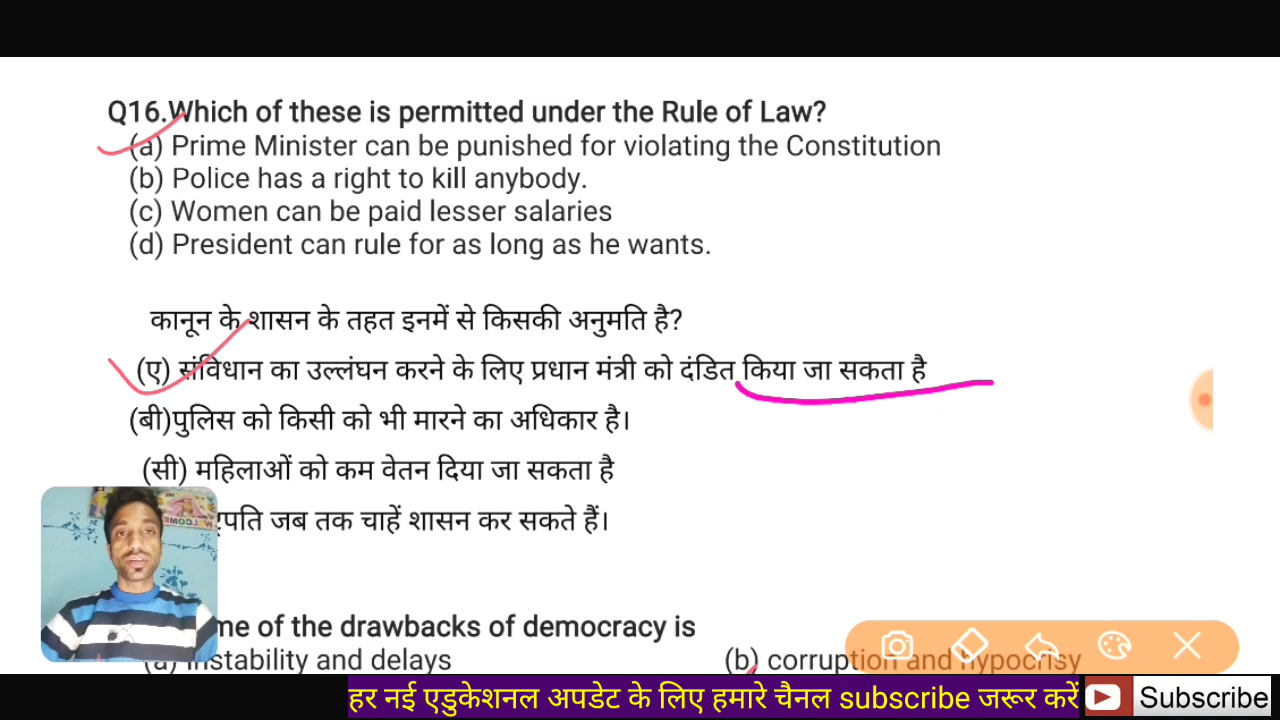 Q16.Which of these is permitted under the Rule of Law?
(a) Prime Minister can be punished for violating the Constitution
(b) Police has a right to kill anybody.
(c) Women can be paid lesser salaries
(d) President can rule for as long as he wants.
कानून के शासन के तहत इनमें से किसकी अनुमति है?
(ए) संविधान का उल्लंघन करने के लिए प्रधान मंत्री को दंडित किया जा सकता है
(बी)पुलिस को किसी को भी मारने का अधिकार है।
(सी) महिलाओं को कम वेतन दिया जा सकता है
जब तक चाहें शासन कर सकते हैं।
of the drawbacks of democracy is
(a) instability and delays (b) corruption and hypocrisy
हर नई एडुकेशनल अपडेट के लिए हमारे चैनल subscribe जरूर करें Subscribe